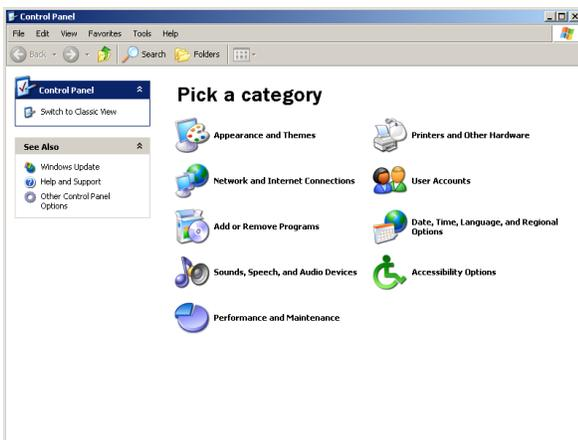 Control Panel
File Edit View Favorites Tools Help
Back Search Folders
Control Panel
Switch to Classic View
See Also
Windows Update
Help and Support
Other Control Panel
Options
Pick a category
Appearance and Themes
Printers and Other Hardware
Network and Internet Connections
User Accounts
Add or Remove Programs
Date, Time, Language, and Regional
Options
Sounds, Speech, and Audio Devices
Accessibility Options
Performance and Maintenance